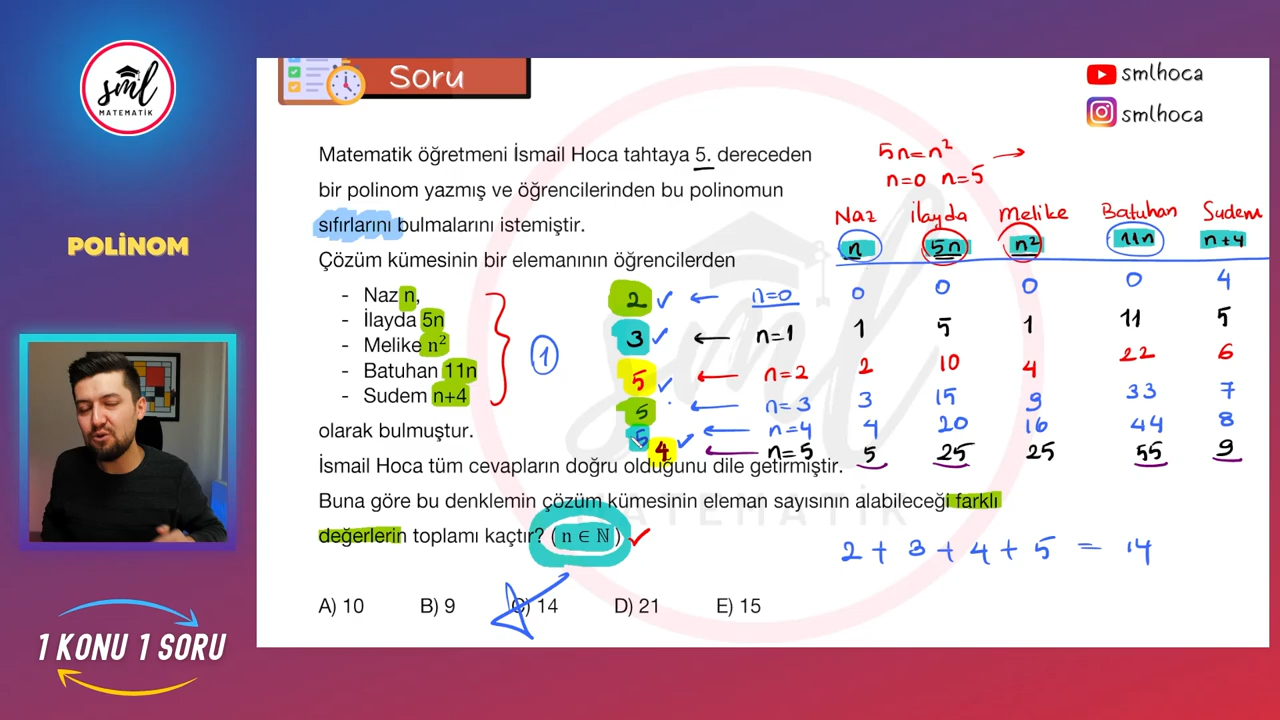 sml
MATEMATİK
Soru
smlhoca
smlhoca
POLİNOM
Matematik öğretmeni İsmail Hoca tahtaya 5. dereceden
bir polinom yazmış ve öğrencilerinden bu polinomun
sıfırlarını bulmalarını istemiştir.
Çözüm kümesinin bir elemanının öğrencilerden
- Naz n,
- İlayda 5n
- Melike n²
- Batuhan 11n
- Sudem n+4
olarak bulmuştur.
İsmail Hoca tüm cevapların doğru olduğunu dile getirmiştir.
Buna göre bu denklemin çözüm kümesinin eleman sayısının alabileceği farklı
değerlerin toplamı kaçtır? ( n ∈ N )
A) 10 B) 9 C) 14 D) 21 E) 15
1
5n=n² →
n=0 n=5
Naz İlayda Melike Batuhan Sudem
n 5n n² 11n n+4
2 ✓ ← n=0 0 0 0 0 4
3 ✓ ← n=1 1 5 1 11 5
5 ✓ ← n=2 2 10 4 22 6
5 ← n=3 3 15 9 33 7
5 ✓ ← n=4 4 20 16 44 8
4 ← n=5 5 25 25 55 9
2 + 3 + 4 + 5 = 14
1 KONU 1 SORU
sml
MATEMATİK